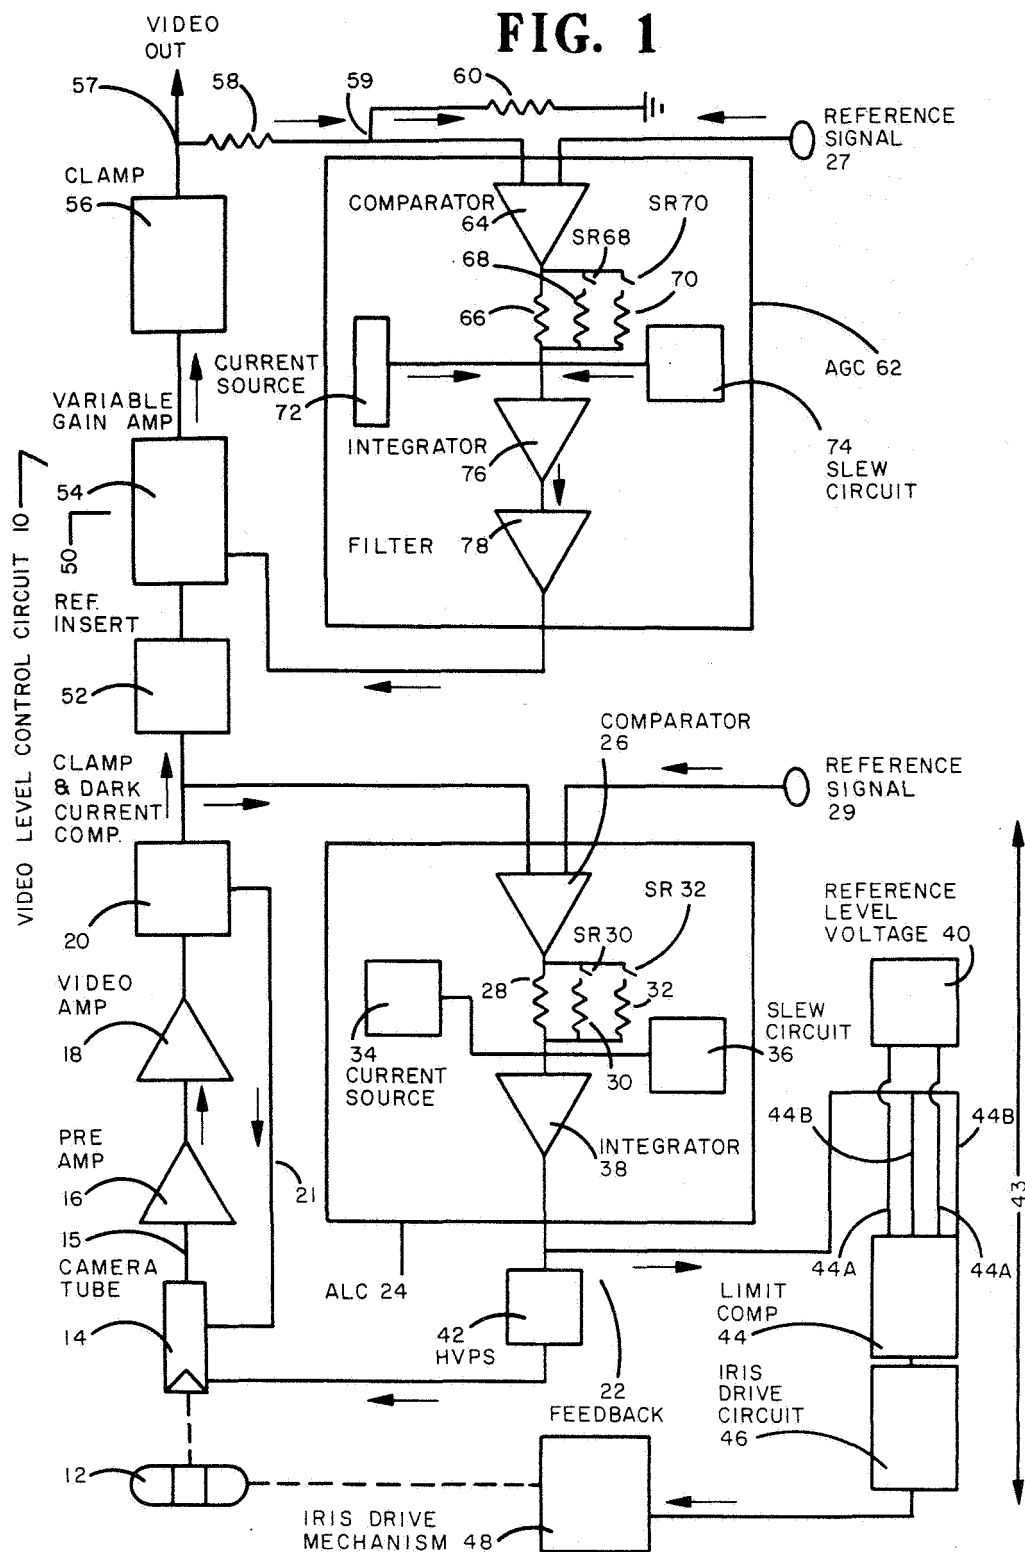 FIG. 1
VIDEO
OUT
57
58
59
60
REFERENCE
SIGNAL
27
CLAMP
56
COMPARATOR
64
SR70
SR68
68
70
66
AGC 62
CURRENT
SOURCE
72
VARIABLE
GAIN AMP
54
50
INTEGRATOR
76
74
SLEW
CIRCUIT
FILTER
78
VIDEO LEVEL CONTROL CIRCUIT 10
REF.
INSERT
52
COMPARATOR
26
CLAMP
& DARK
CURRENT
COMP.
REFERENCE
SIGNAL
29
20
SR 32
SR30
28
32
30
REFERENCE
LEVEL
VOLTAGE 40
VIDEO
AMP
18
34
CURRENT
SOURCE
SLEW
CIRCUIT
36
44B
44B
43
PRE
AMP
16
INTEGRATOR
38
21
15
CAMERA
TUBE
14
44A
44A
ALC 24
42
HVPS
LIMIT
COMP
44
22
FEEDBACK
IRIS
DRIVE
CIRCUIT
46
12
IRIS DRIVE
MECHANISM 48